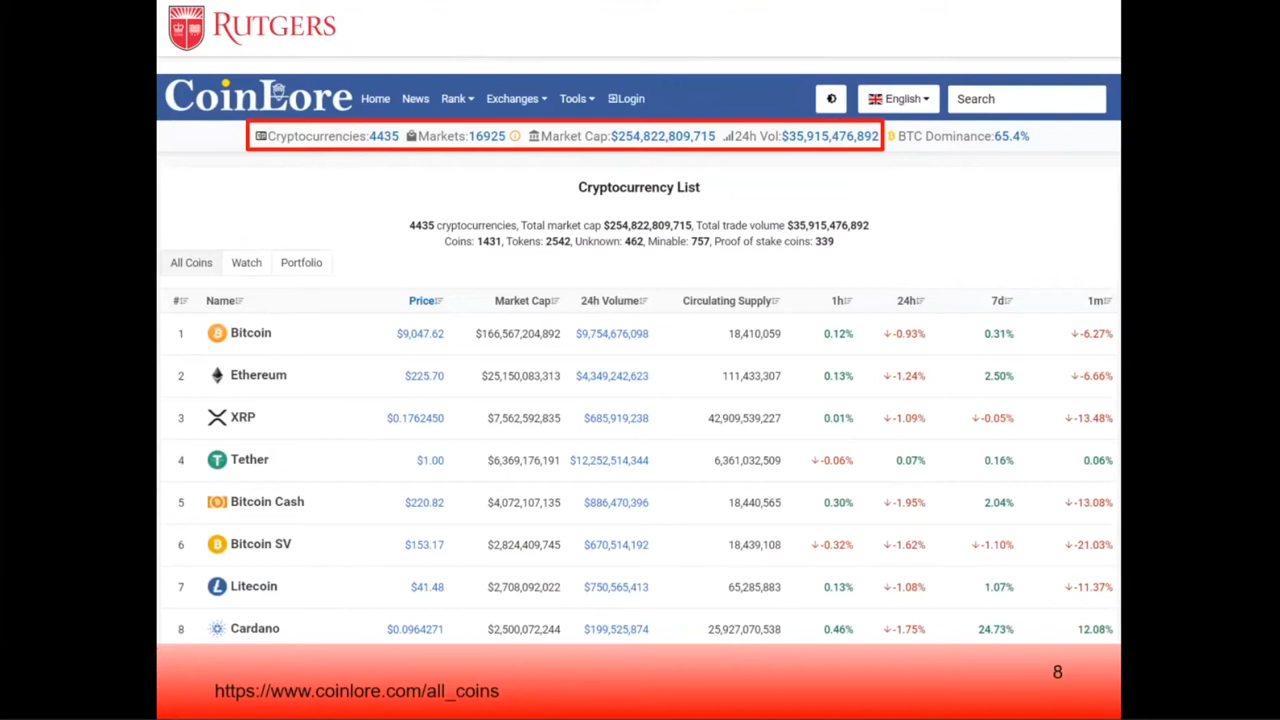 RUTGERS
CoinLore Home News Rank Exchanges Tools Login English Search
Cryptocurrencies:4435 Markets:16925 Market Cap:$254,822,809,715 24h Vol:$35,915,476,892 BTC Dominance:65.4%
Cryptocurrency List
4435 cryptocurrencies, Total market cap $254,822,809,715, Total trade volume $35,915,476,892
Coins: 1431, Tokens: 2542, Unknown: 462, Minable: 757, Proof of stake coins: 339
All Coins Watch Portfolio
# Name Price Market Cap 24h Volume Circulating Supply 1h 24h 7d 1m
1 Bitcoin $9,047.62 $166,567,204,892 $9,754,676,098 18,410,059 0.12% ↓-0.93% 0.31% ↓-6.27%
2 Ethereum $225.70 $25,150,083,313 $4,349,242,623 111,433,307 0.13% ↓-1.24% 2.50% ↓-6.66%
3 XRP $0.1762450 $7,562,592,835 $685,919,238 42,909,539,227 0.01% ↓-1.09% ↓-0.05% ↓-13.48%
4 Tether $1.00 $6,369,176,191 $12,252,514,344 6,361,032,509 ↓-0.06% 0.07% 0.16% 0.06%
5 Bitcoin Cash $220.82 $4,072,107,135 $886,470,396 18,440,565 0.30% ↓-1.95% 2.04% ↓-13.08%
6 Bitcoin SV $153.17 $2,824,409,745 $670,514,192 18,439,108 ↓-0.32% ↓-1.62% ↓-1.10% ↓-21.03%
7 Litecoin $41.48 $2,708,092,022 $750,565,413 65,285,883 0.13% ↓-1.08% 1.07% ↓-11.37%
8 Cardano $0.0964271 $2,500,072,244 $199,525,874 25,927,070,538 0.46% ↓-1.75% 24.73% 12.08%
8
https://www.coinlore.com/all_coins